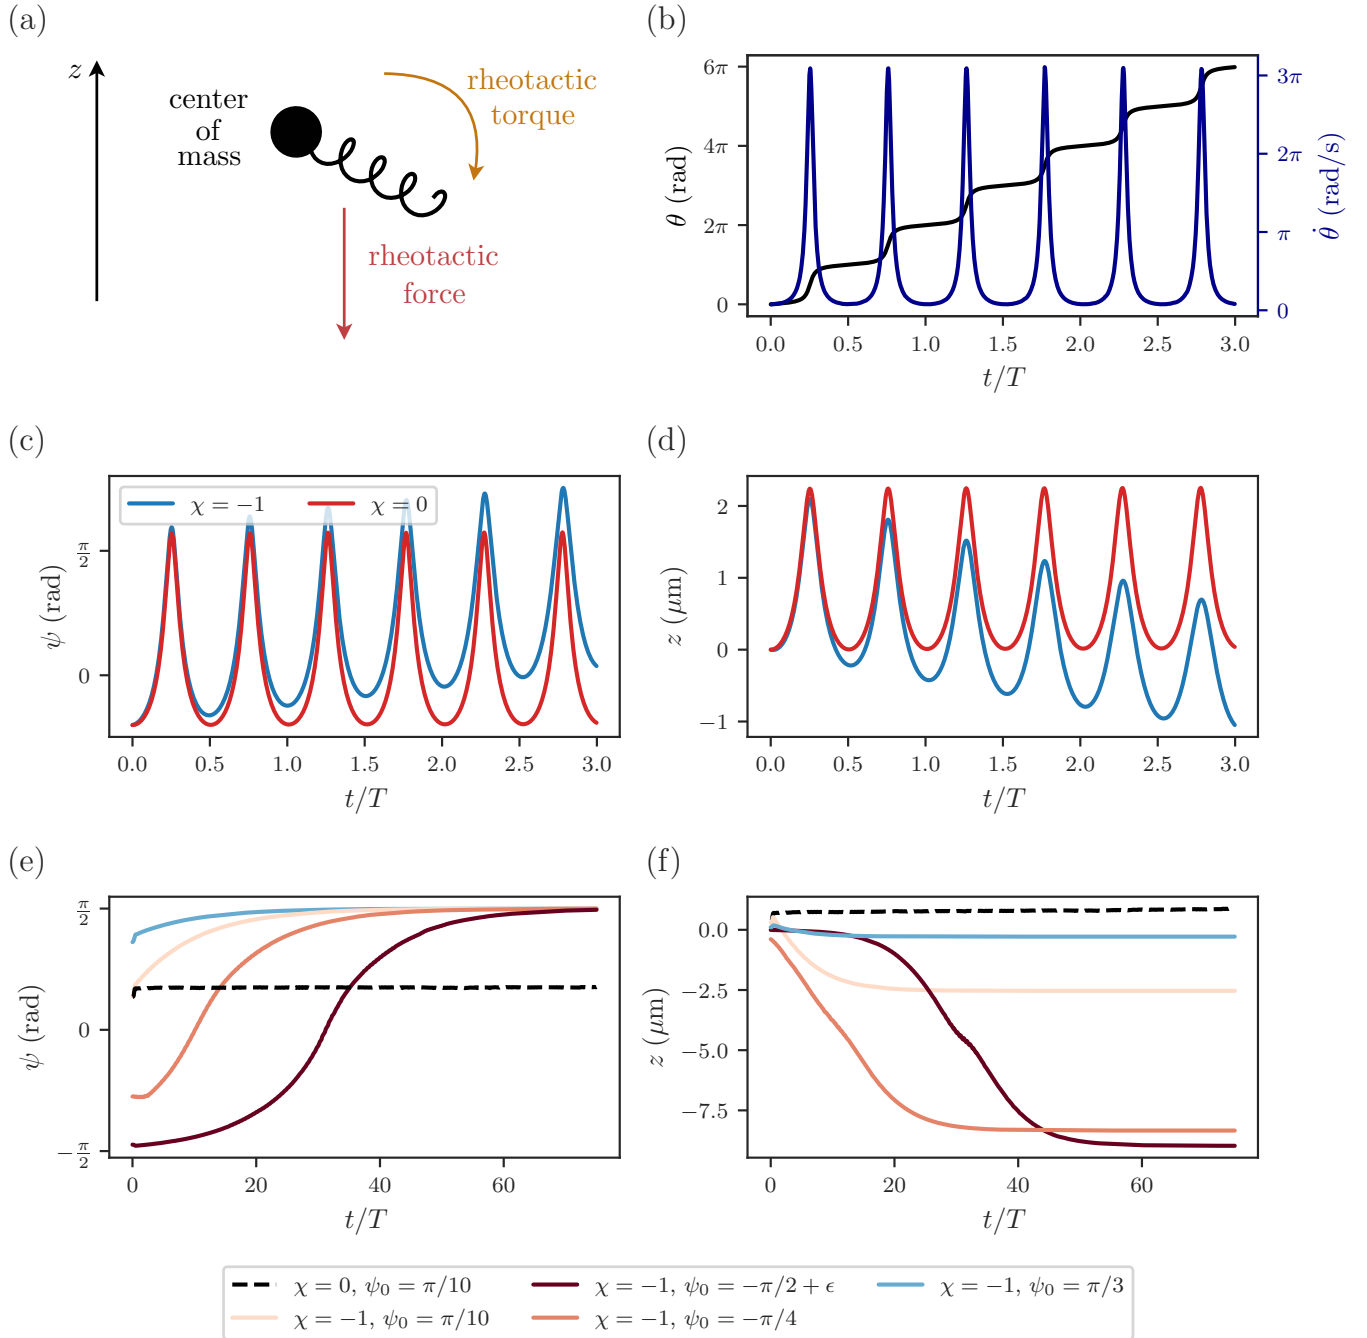 (a)
z
center
of
mass
rheotactic
torque
rheotactic
force
(b)
6π
4π
2π
0
θ (rad)
3π
2π
π
0
θ̇ (rad/s)
0.0 0.5 1.0 1.5 2.0 2.5 3.0
t/T
(c)
χ = −1 χ = 0
π/2
0
ψ (rad)
0.0 0.5 1.0 1.5 2.0 2.5 3.0
t/T
(d)
2
1
0
−1
z (μm)
0.0 0.5 1.0 1.5 2.0 2.5 3.0
t/T
(e)
π/2
0
−π/2
ψ (rad)
0 20 40 60
t/T
(f)
0.0
−2.5
−5.0
−7.5
z (μm)
0 20 40 60
t/T
χ = 0, ψ₀ = π/10 χ = −1, ψ₀ = −π/2 + ϵ χ = −1, ψ₀ = π/3
χ = −1, ψ₀ = π/10 χ = −1, ψ₀ = −π/4